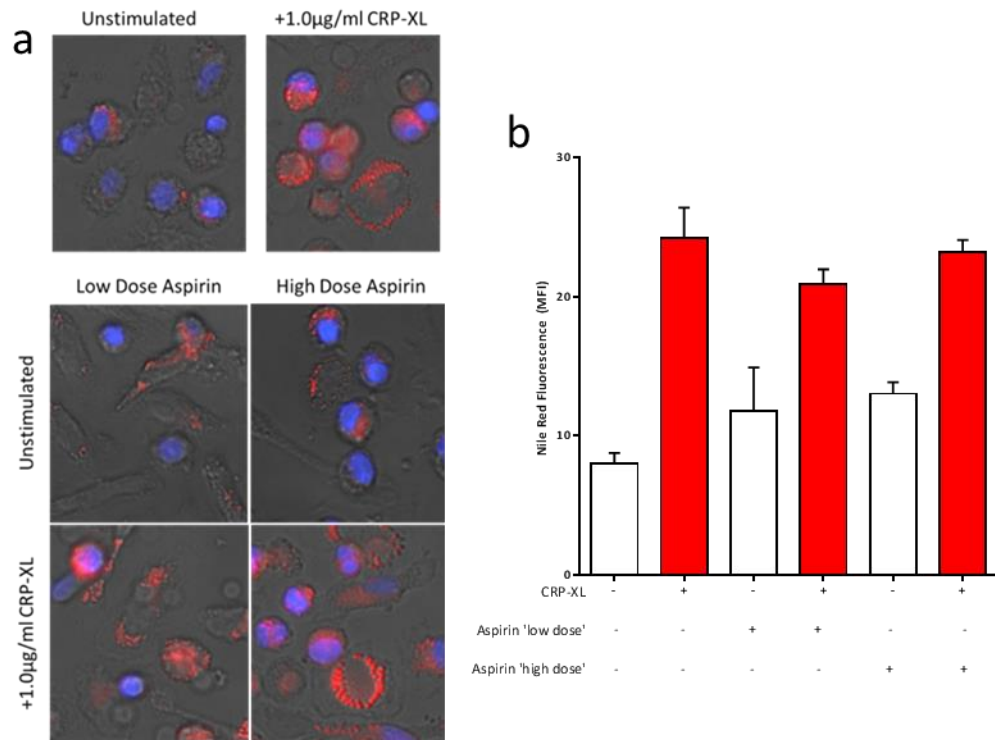 a
Unstimulated
+1.0µg/ml CRP-XL
Low Dose Aspirin
High Dose Aspirin
Unstimulated
+1.0µg/ml CRP-XL
b
Nile Red Fluorescence (MFI)
30
20
10
0
CRP-XL - + - + - +
Aspirin 'low dose' - - + + - -
Aspirin 'high dose' - - - - + +